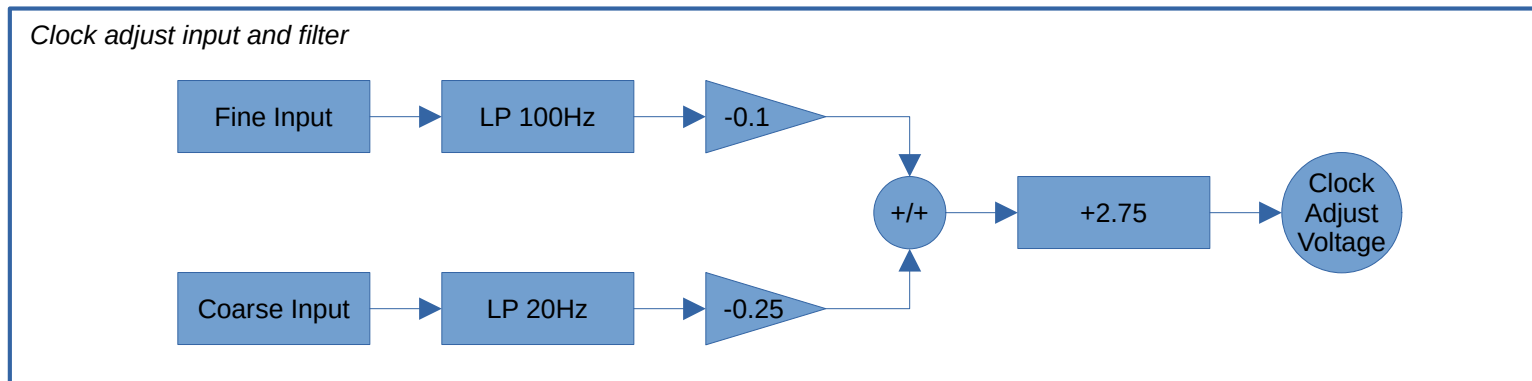 Clock adjust input and filter
Fine Input
LP 100Hz
-0.1
+/+
+2.75
Clock
Adjust
Voltage
Coarse Input
LP 20Hz
-0.25